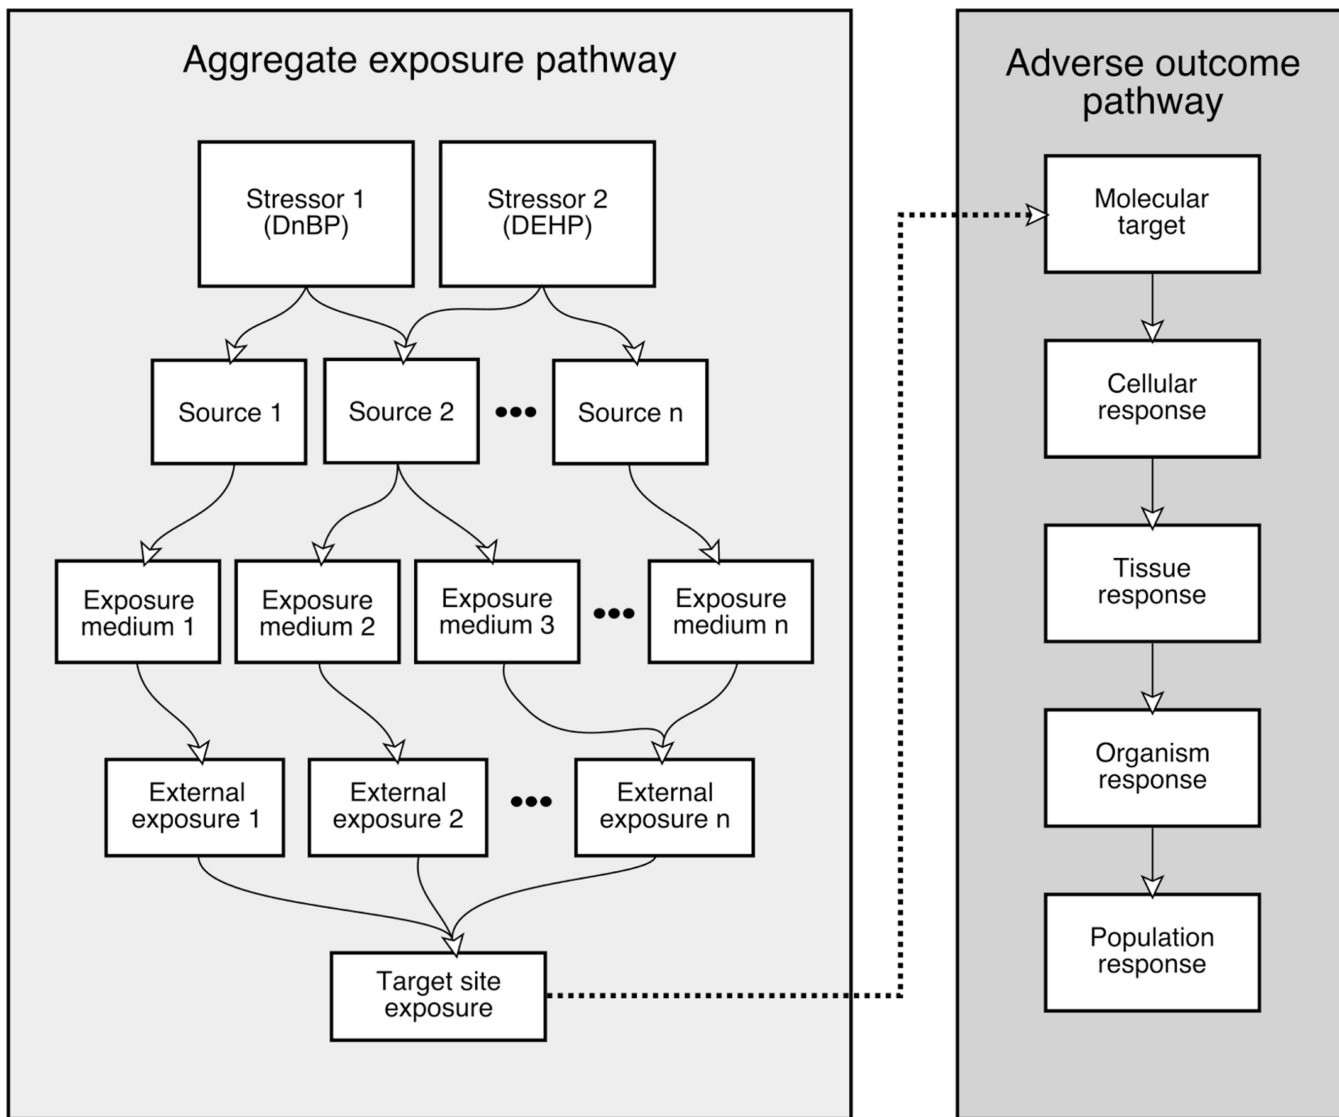 Aggregate exposure pathway
Stressor 1
(DnBP)
Stressor 2
(DEHP)
Source 1
Source 2
Source n
Exposure
medium 1
Exposure
medium 2
Exposure
medium 3
Exposure
medium n
External
exposure 1
External
exposure 2
External
exposure n
Target site
exposure
Adverse outcome
pathway
Molecular
target
Cellular
response
Tissue
response
Organism
response
Population
response